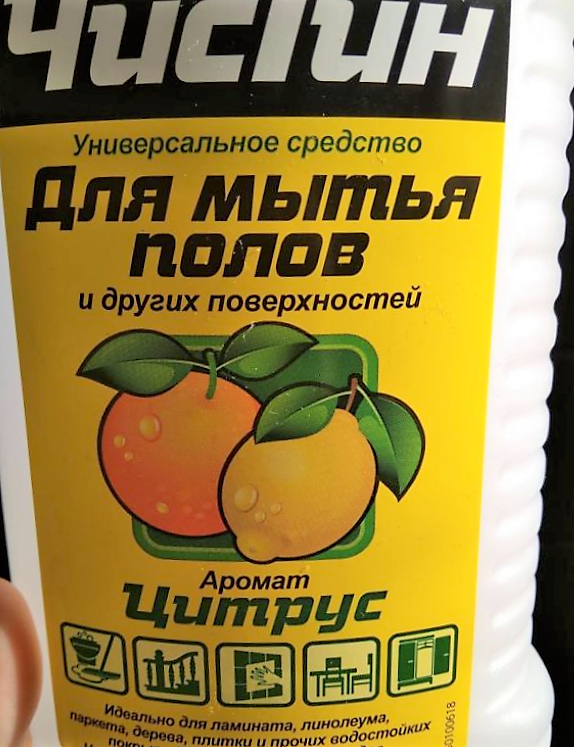 Чистин
Универсальное средство
Для мытья
полов
и других поверхностей
Аромат
Цитрус
Идеально для ламината, линолеума,
паркета, дерева, плитки и прочих водостойких